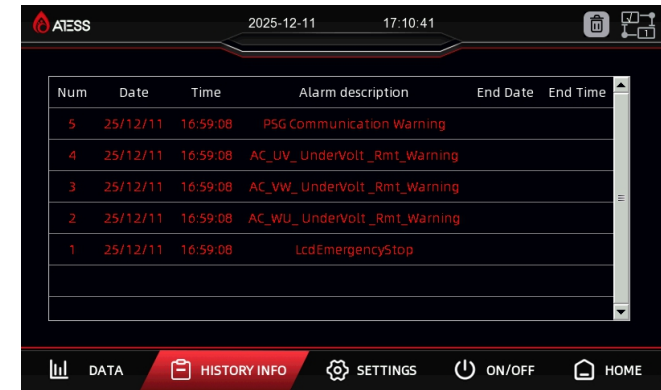 ATESS 2025-12-11 17:10:41
1
Num Date Time Alarm description End Date End Time
5 25/12/11 16:59:08 PSG Communication Warning
4 25/12/11 16:59:08 AC_UV_ UnderVolt _Rmt_Warning
3 25/12/11 16:59:08 AC_VW_ UnderVolt _Rmt_Warning
2 25/12/11 16:59:08 AC_WU_ UnderVolt _Rmt_Warning
1 25/12/11 16:59:08 LcdEmergencyStop
DATA HISTORY INFO SETTINGS ON/OFF HOME